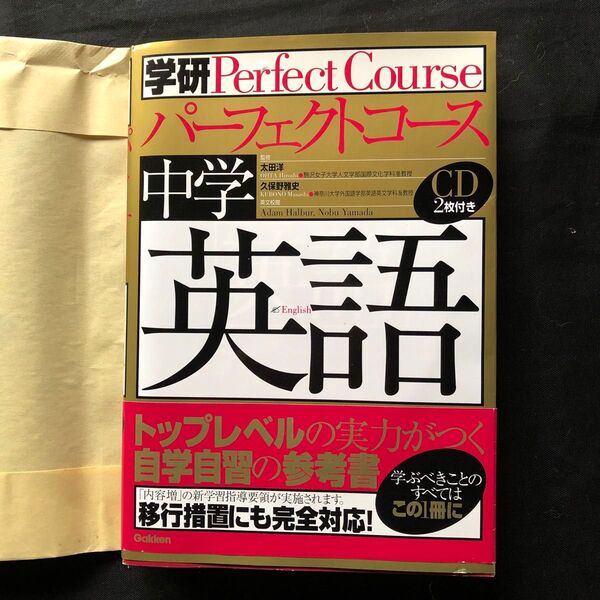 学研 Perfect Course
パーフェクトコース
中学
監修
太田洋
OHTA Hiroshi●駒沢女子大学人文学部国際文化学科准教授
久保野雅史
KUBONO Masashi●神奈川大学外国語学部英語英文学科准教授
英文校閲
Adam Halbur, Nobu Yamada
CD
2枚付き
英語
English
トップレベルの実力がつく
自学自習の参考書
「内容増」の新学習指導要領が実施されます。
移行措置にも完全対応!
学ぶべきことの
すべては
この1冊に
Gakken